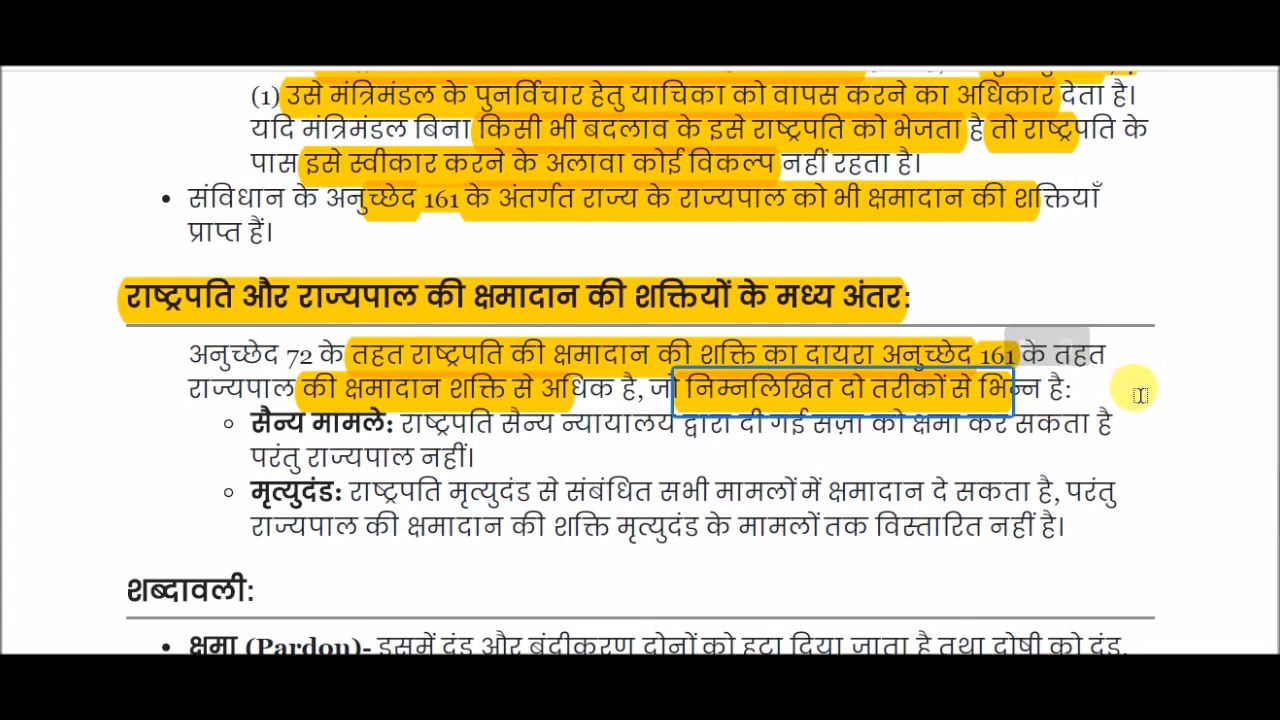 (1) उसे मंत्रिमंडल के पुनर्विचार हेतु याचिका को वापस करने का अधिकार देता है।
यदि मंत्रिमंडल बिना किसी भी बदलाव के इसे राष्ट्रपति को भेजता है तो राष्ट्रपति के
पास इसे स्वीकार करने के अलावा कोई विकल्प नहीं रहता है।
• संविधान के अनुच्छेद 161 के अंतर्गत राज्य के राज्यपाल को भी क्षमादान की शक्तियाँ
प्राप्त हैं।
राष्ट्रपति और राज्यपाल की क्षमादान की शक्तियों के मध्य अंतर:
अनुच्छेद 72 के तहत राष्ट्रपति की क्षमादान की शक्ति का दायरा अनुच्छेद 161 के तहत
राज्यपाल की क्षमादान शक्ति से अधिक है, जो निम्नलिखित दो तरीकों से भिन्न है:
○ सैन्य मामले: राष्ट्रपति सैन्य न्यायालय द्वारा दी गई सज़ा को क्षमा कर सकता है
परंतु राज्यपाल नहीं।
○ मृत्युदंड: राष्ट्रपति मृत्युदंड से संबंधित सभी मामलों में क्षमादान दे सकता है, परंतु
राज्यपाल की क्षमादान की शक्ति मृत्युदंड के मामलों तक विस्तारित नहीं है।
शब्दावली:
• क्षमा (Pardon)- इसमें दंड और बंदीकरण दोनों को हटा दिया जाता है तथा दोषी को दंड,